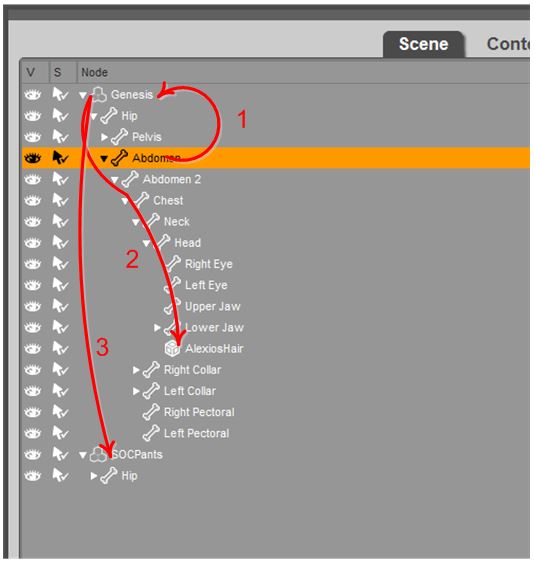 Scene Conte
V S Node
Genesis
1
Hip
Pelvis
Abdomen
Abdomen 2
Chest
Neck
Head
2
Right Eye
Left Eye
Upper Jaw
Lower Jaw
3
AlexiosHair
Right Collar
Left Collar
Right Pectoral
Left Pectoral
SOCPants
Hip